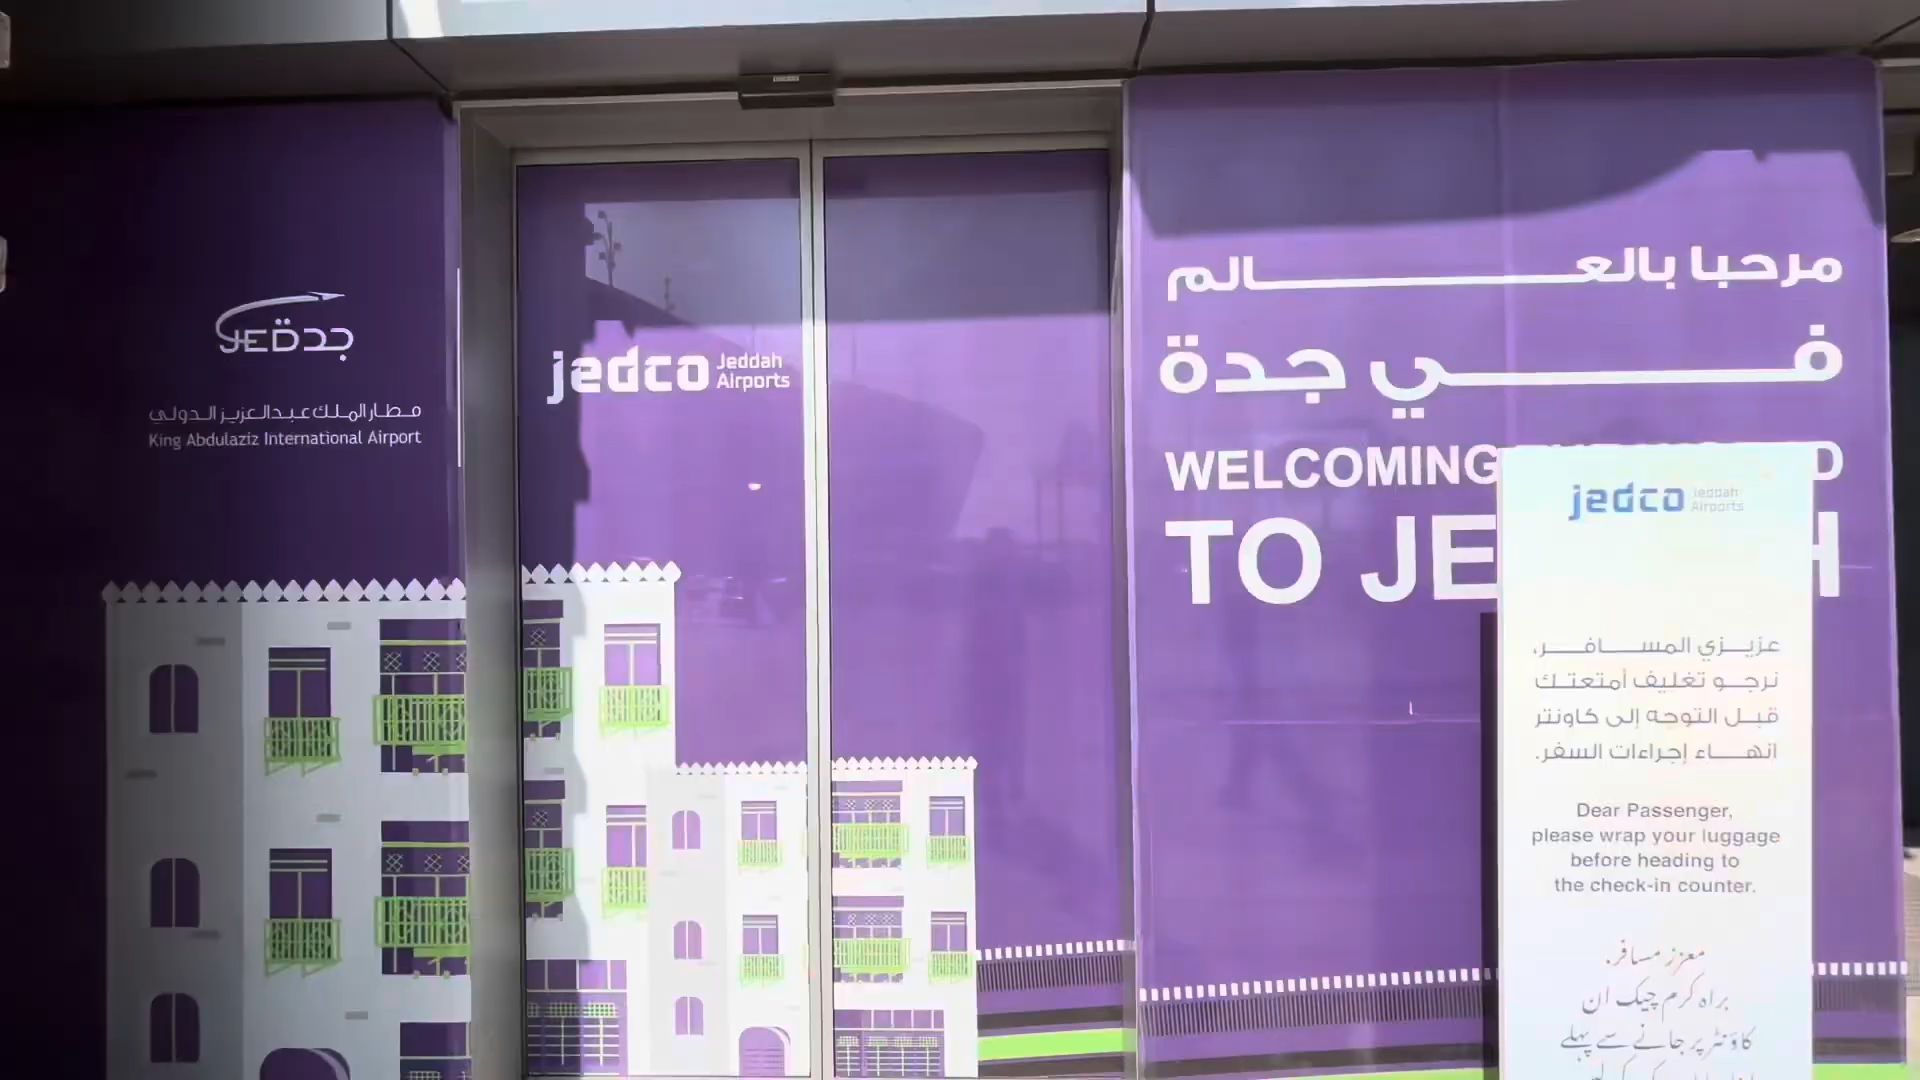 JED جدة
مطار الملك عبدالعزيز الدولي
King Abdulaziz International Airport
jedco Jeddah Airports
مرحبا بالعالم
في جدة
WELCOMING
TO JE
jedco Jeddah Airports
عزيزي المسافر،
نرجو تغليف أمتعتك
قبل التوجه إلى كاونتر
انهاء إجراءات السفر.
Dear Passenger,
please wrap your luggage
before heading to
the check-in counter.
معزز مسافر۔
براہ کرم چیک ان
کاؤنٹر پر جانے سے پہلے